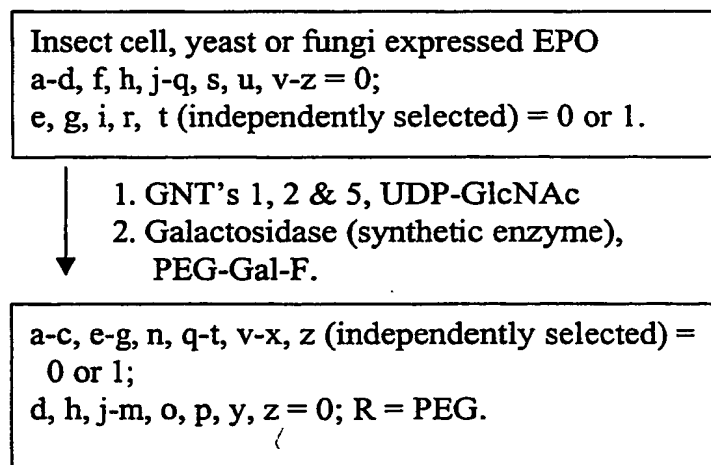 Insect cell, yeast or fungi expressed EPO
a-d, f, h, j-q, s, u, v-z = 0;
e, g, i, r, t (independently selected) = 0 or 1.
1. GNT's 1, 2 & 5, UDP-GlcNAc
2. Galactosidase (synthetic enzyme),
PEG-Gal-F.
a-c, e-g, n, q-t, v-x, z (independently selected) =
0 or 1;
d, h, j-m, o, p, y, z = 0; R = PEG.